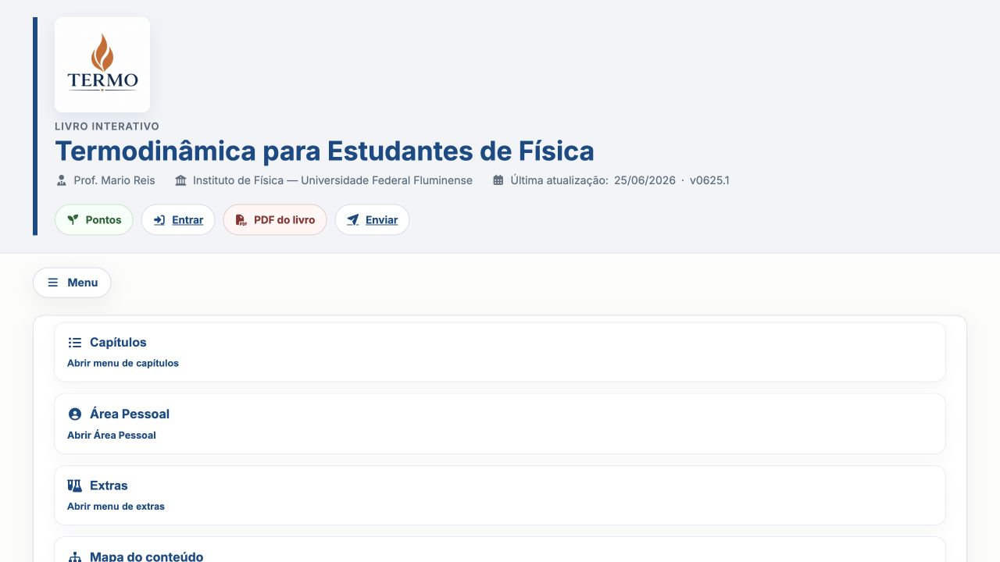 TERMO
LIVRO INTERATIVO
Termodinâmica para Estudantes de Física
Prof. Mario Reis Instituto de Física — Universidade Federal Fluminense Última atualização: 25/06/2026 · v0625.1
Pontos Entrar PDF do livro Enviar
Menu
Capítulos
Abrir menu de capítulos
Área Pessoal
Abrir Área Pessoal
Extras
Abrir menu de extras
Mapa do conteúdo